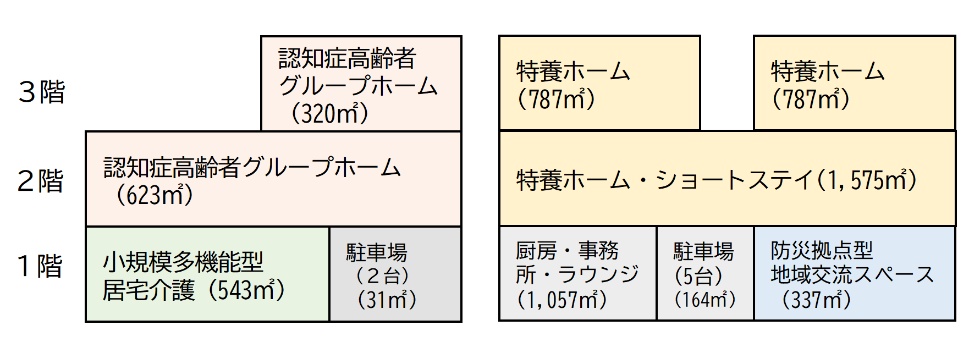 3階
認知症高齢者
グループホーム
（320㎡）
特養ホーム
（787㎡）
特養ホーム
（787㎡）
2階
認知症高齢者グループホーム
（623㎡）
特養ホーム・ショートステイ（1,575㎡）
1階
小規模多機能型
居宅介護（543㎡）
駐車場
（2台）
（31㎡）
厨房・事務
所・ラウンジ
（1,057㎡）
駐車場
（5台）
（164㎡）
防災拠点型
地域交流スペース
（337㎡）